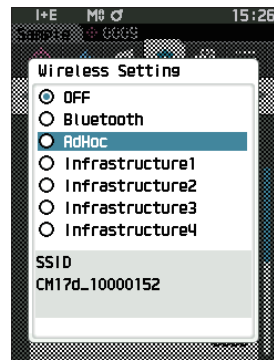 I+E M0 15:26
Sample 0009
Wireless Setting
OFF
Bluetooth
AdHoc
Infrastructure1
Infrastructure2
Infrastructure3
Infrastructure4
SSID
CM17d_10000152